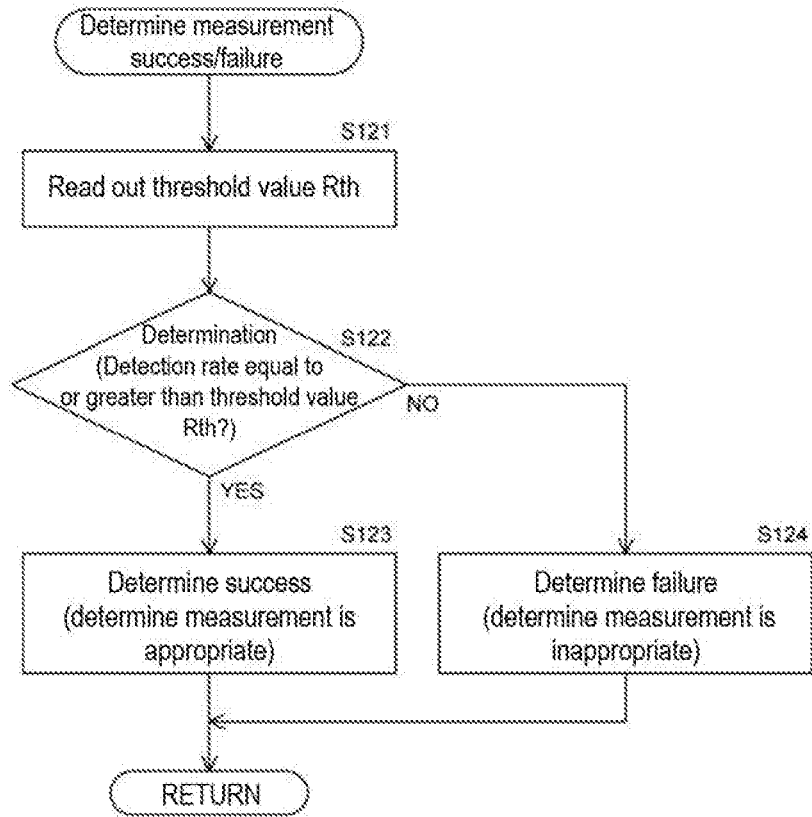 Determine measurement
success/failure
S121
Read out threshold value Rth
S122
Determination
(Detection rate equal to
or greater than threshold value
Rth?)
NO
YES
S123
Determine success
(determine measurement is
appropriate)
S124
Determine failure
(determine measurement is
inappropriate)
RETURN